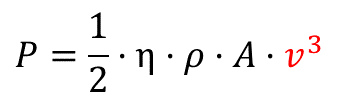 P = 1/2 · η · ρ · A · v³